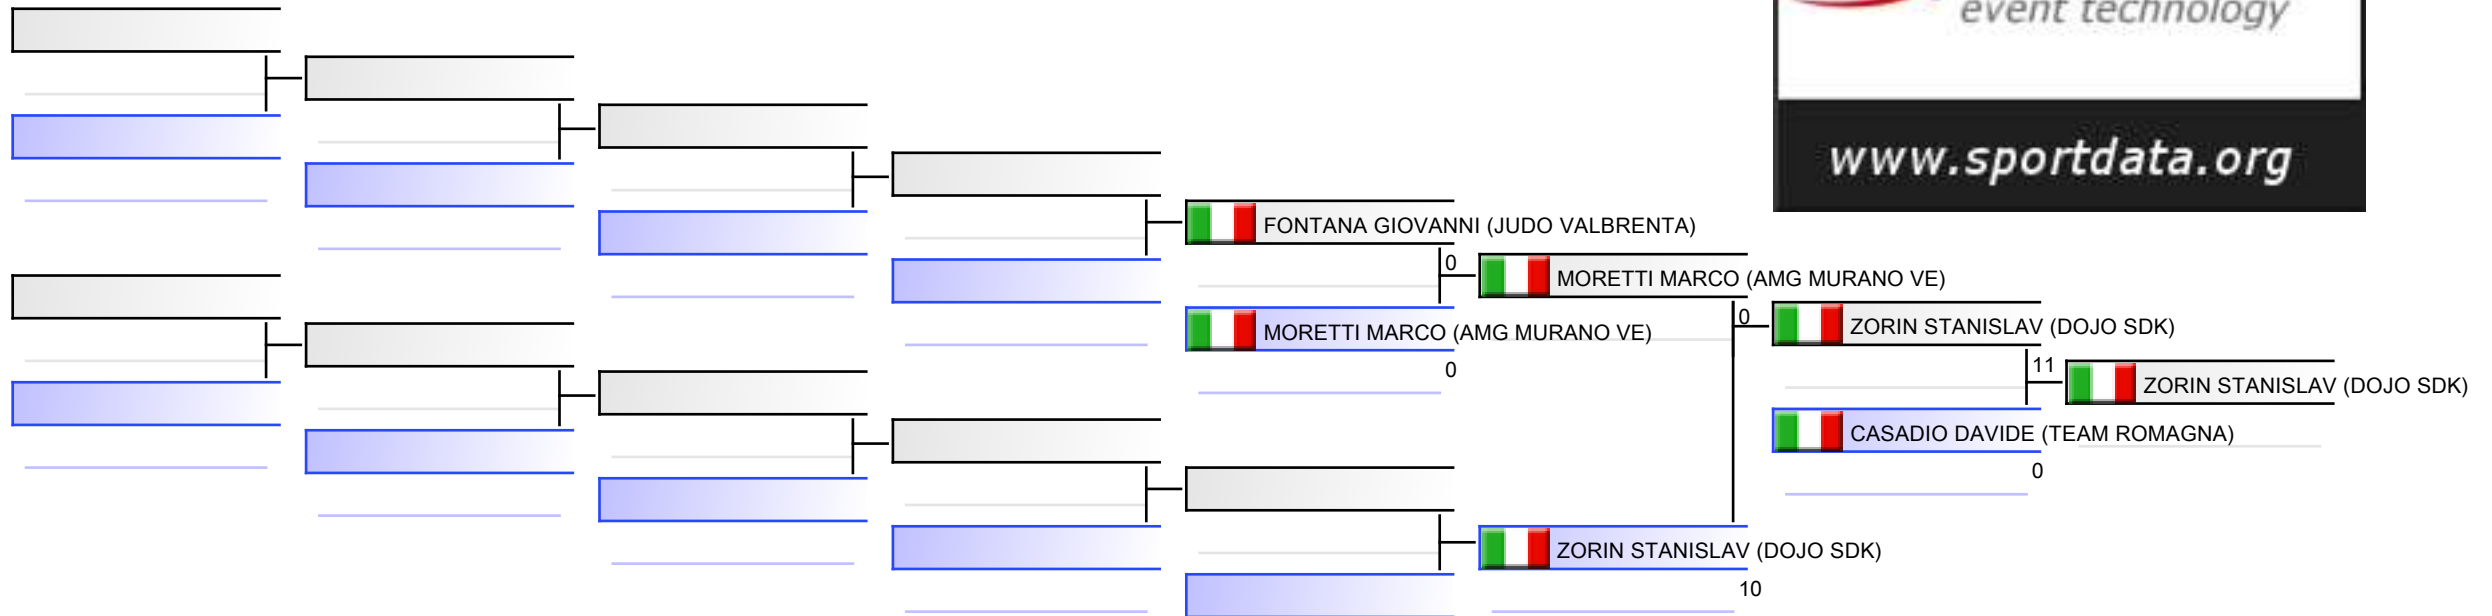 event technology
www.sportdata.org
FONTANA GIOVANNI (JUDO VALBRENTA)
0
MORETTI MARCO (AMG MURANO VE)
MORETTI MARCO (AMG MURANO VE)
0
0
ZORIN STANISLAV (DOJO SDK)
11
ZORIN STANISLAV (DOJO SDK)
CASADIO DAVIDE (TEAM ROMAGNA)
0
ZORIN STANISLAV (DOJO SDK)
10